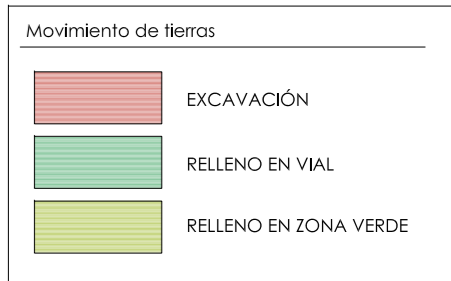 Movimiento de tierras
EXCAVACIÓN
RELLENO EN VIAL
RELLENO EN ZONA VERDE